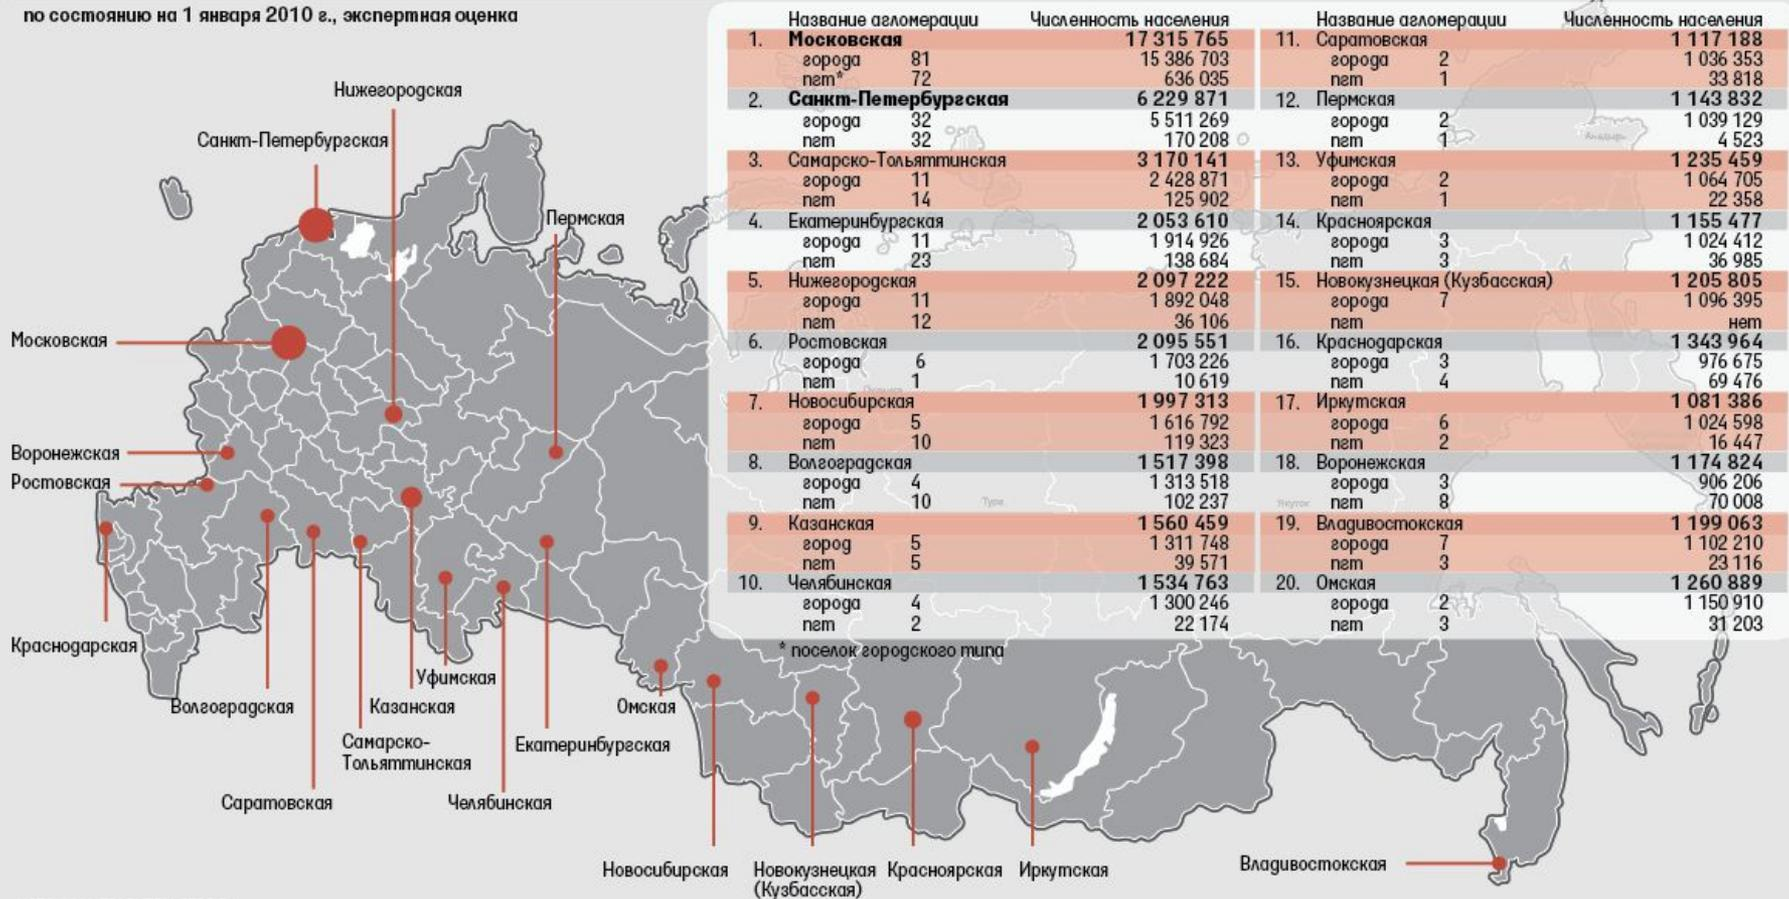 по состоянию на 1 января 2010 г., экспертная оценка
Название агломерации Численность населения
1. Московская 17 315 765
города 81 15 386 703
пгт* 72 636 035
2. Санкт-Петербургская 6 229 871
города 32 5 511 269
пгт 32 170 208
3. Самарско-Тольяттинская 3 170 141
города 11 2 428 871
пгт 14 125 902
4. Екатеринбургская 2 053 610
города 11 1 914 926
пгт 23 138 684
5. Нижегородская 2 097 222
города 11 1 892 048
пгт 12 36 106
6. Ростовская 2 095 551
города 6 1 703 226
пгт 1 10 619
7. Новосибирская 1 997 313
города 5 1 616 792
пгт 10 119 323
8. Волгоградская 1 517 398
города 4 1 313 518
пгт 10 102 237
9. Казанская 1 560 459
город 5 1 311 748
пгт 5 39 571
10. Челябинская 1 534 763
города 4 1 300 246
пгт 2 22 174
* поселок городского типа
Название агломерации Численность населения
11. Саратовская 1 117 188
города 2 1 036 353
пгт 1 33 818
12. Пермская 1 143 832
города 2 1 039 129
пгт 1 4 523
13. Уфимская 1 235 459
города 2 1 064 705
пгт 1 22 358
14. Красноярская 1 155 477
города 3 1 024 412
пгт 3 36 985
15. Новокузнецкая (Кузбасская) 1 205 805
города 7 1 096 395
пгт нет
16. Краснодарская 1 343 964
города 3 976 675
пгт 4 69 476
17. Иркутская 1 081 386
города 6 1 024 598
пгт 2 16 447
18. Воронежская 1 174 824
города 3 906 206
пгт 8 70 008
19. Владивостокская 1 199 063
города 7 1 102 210
пгт 3 23 116
20. Омская 1 260 889
города 2 1 150 910
пгт 3 31 203
Нижегородская
Санкт-Петербургская
Пермская
Московская
Воронежская
Ростовская
Краснодарская
Волгоградская
Уфимская
Казанская
Омская
Самарско-
Тольяттинская
Екатеринбургская
Саратовская
Челябинская
Новосибирская
Новокузнецкая
(Кузбасская)
Красноярская
Иркутская
Владивостокская